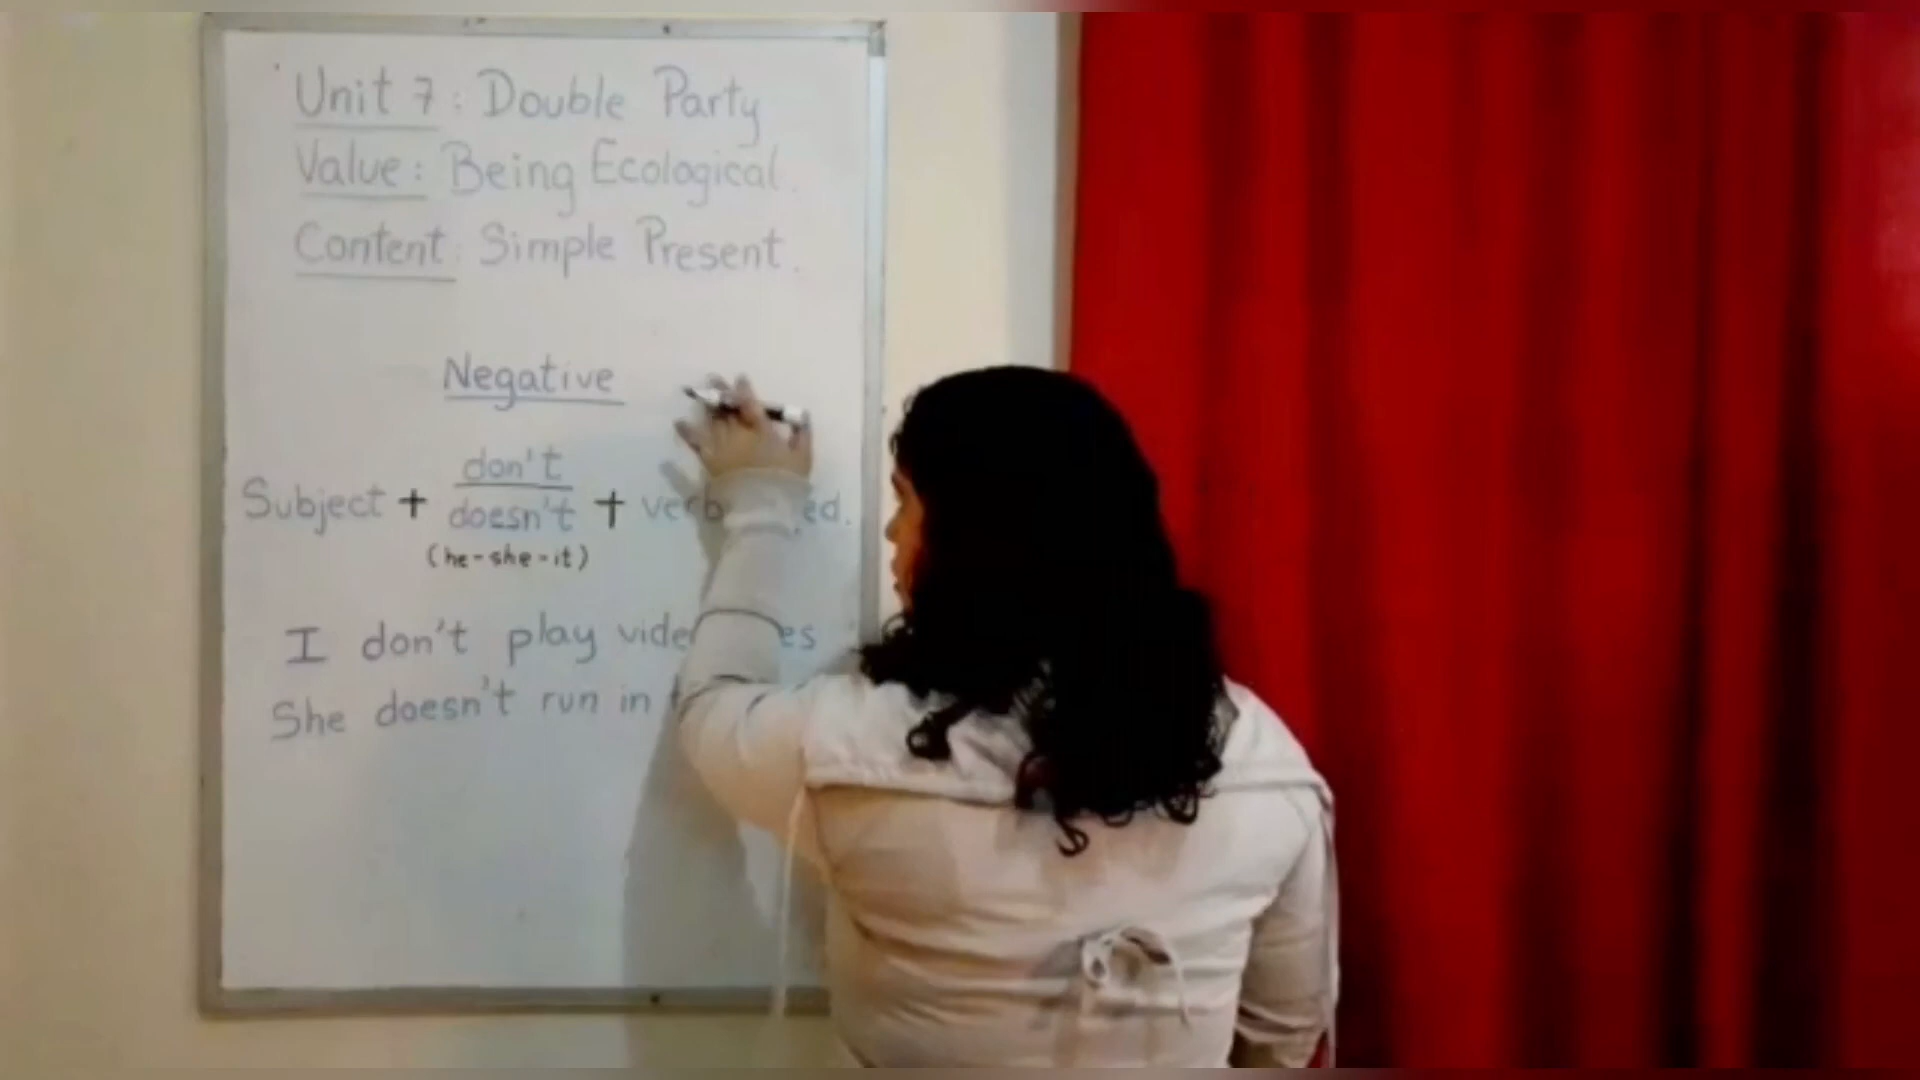 Unit 7: Double Party
Value: Being Ecological.
Content: Simple Present.
Negative
don't
Subject + doesn't +
(he-she-it)
I don't play
She doesn't run in